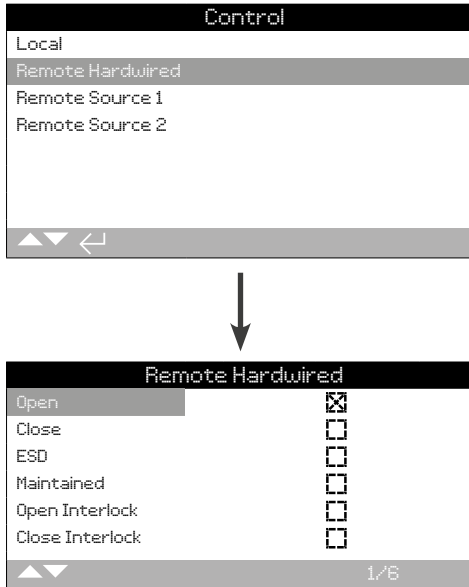 Control
Local
Remote Hardwired
Remote Source 1
Remote Source 2
Remote Hardwired
Open
Close
ESD
Maintained
Open Interlock
Close Interlock
1/6